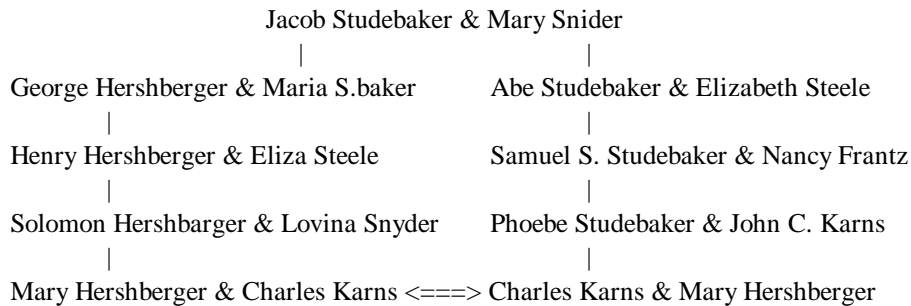 Jacob Studebaker & Mary Snider
| |
George Hershberger & Maria S.baker Abe Studebaker & Elizabeth Steele
| |
Henry Hershberger & Eliza Steele Samuel S. Studebaker & Nancy Frantz
| |
Solomon Hershbarger & Lovina Snyder Phoebe Studebaker & John C. Karns
| |
Mary Hershberger & Charles Karns <===> Charles Karns & Mary Hershberger